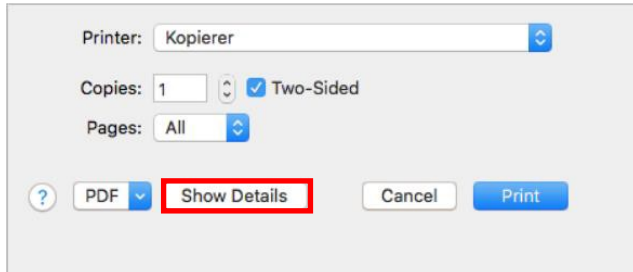 Printer: Kopierer
Copies: 1 Two-Sided
Pages: All
? PDF Show Details Cancel Print